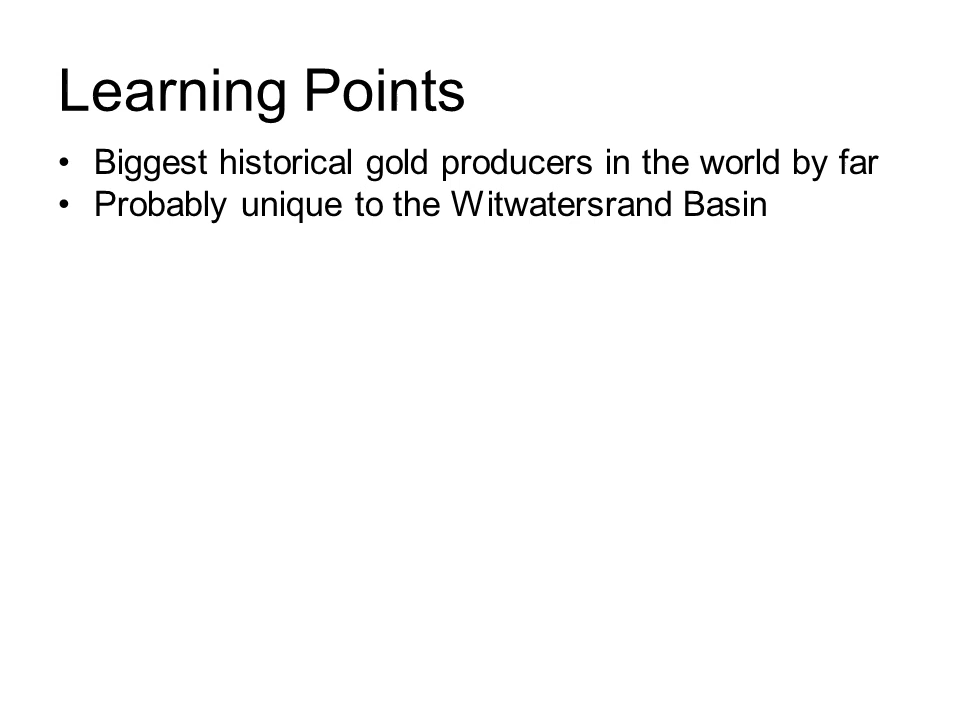 Learning Points
• Biggest historical gold producers in the world by far
• Probably unique to the Witwatersrand Basin